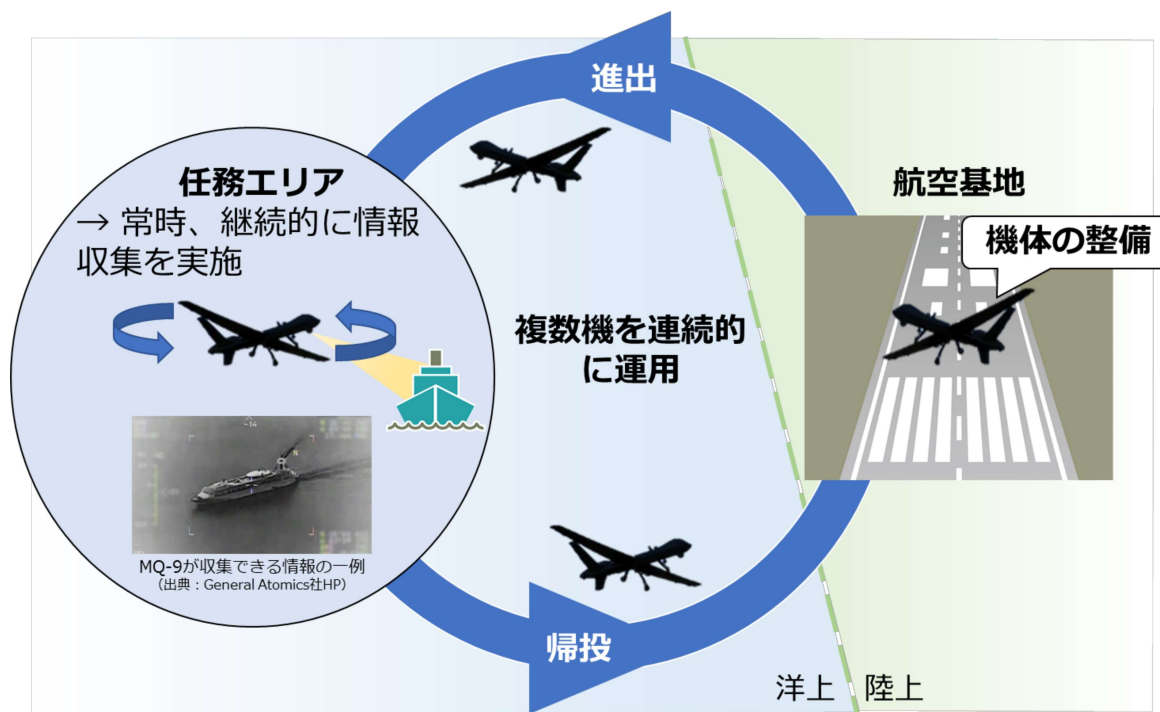 進出
任務エリア
→ 常時、継続的に情報
収集を実施
航空基地
機体の整備
複数機を連続的
に運用
-14
N
MQ-9が収集できる情報の一例
（出典：General Atomics社HP）
帰投
洋上
陸上